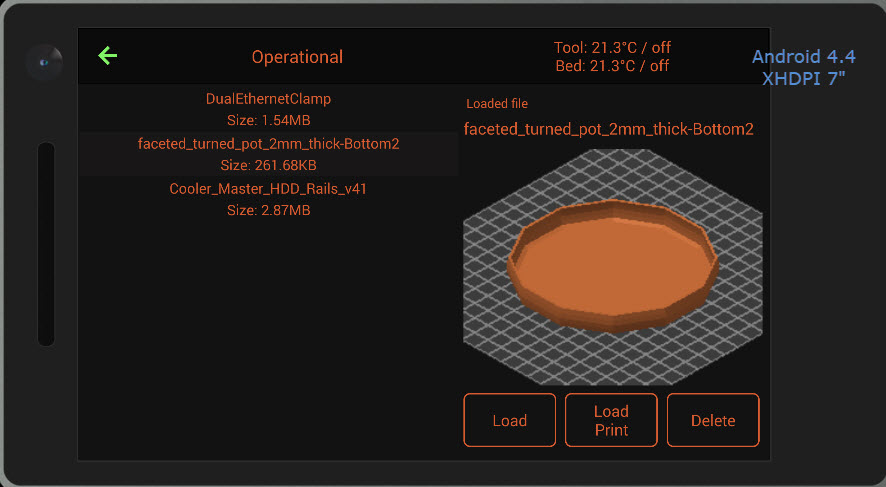 Operational
Tool: 21.3°C / off
Bed: 21.3°C / off
Android 4.4
XHDPI 7"
DualEthernetClamp
Size: 1.54MB
faceted_turned_pot_2mm_thick-Bottom2
Size: 261.68KB
Cooler_Master_HDD_Rails_v41
Size: 2.87MB
Loaded file
faceted_turned_pot_2mm_thick-Bottom2
Load
Load
Print
Delete